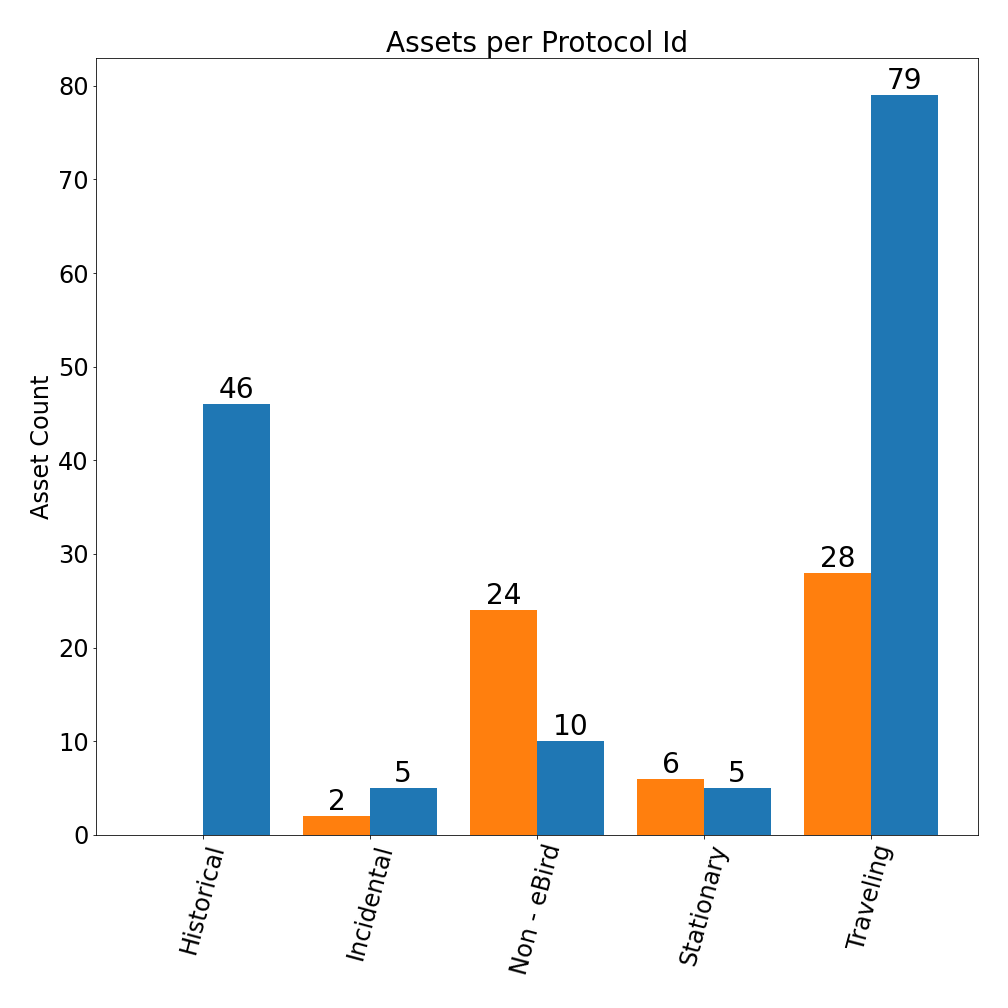 Assets per Protocol Id
Asset Count
80
70
60
50
40
30
20
10
0
46
2
5
24
10
6
5
28
79
Historical
Incidental
Non - eBird
Stationary
Traveling